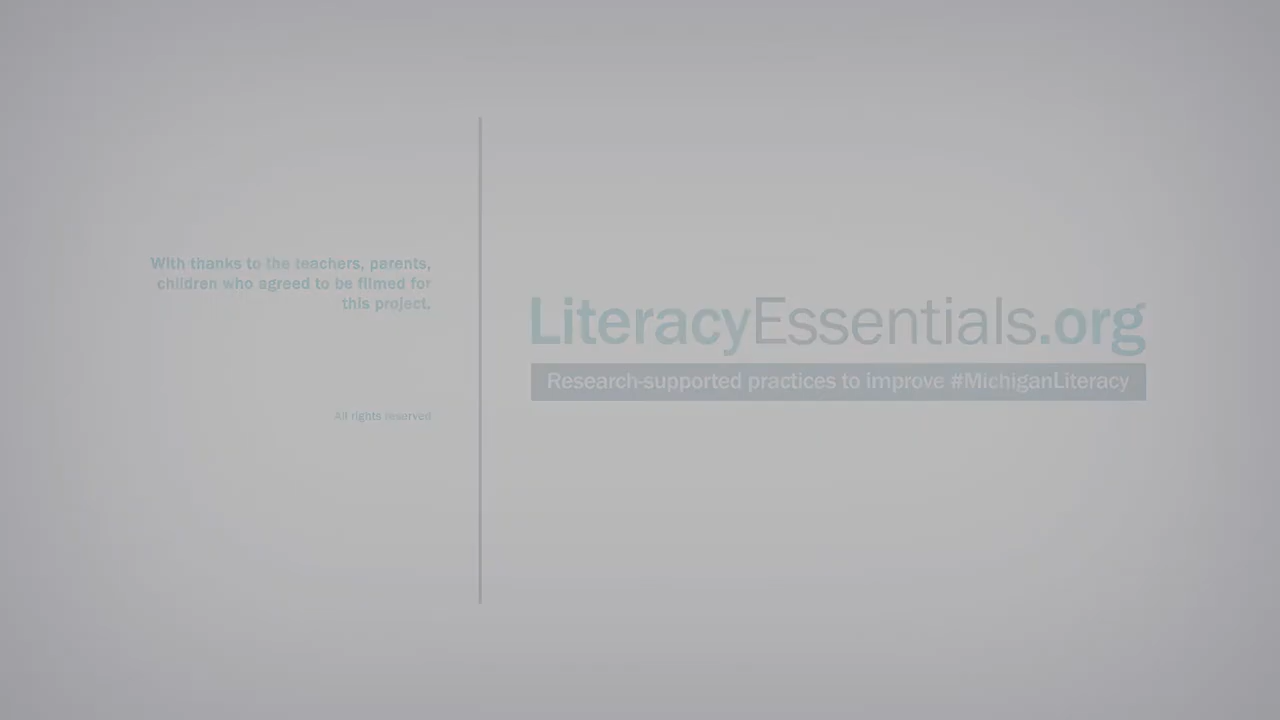 With thanks to the teachers, parents,
children who agreed to be filmed for
this project.
All rights reserved
LiteracyEssentials.org
Research-supported practices to improve #MichiganLiteracy